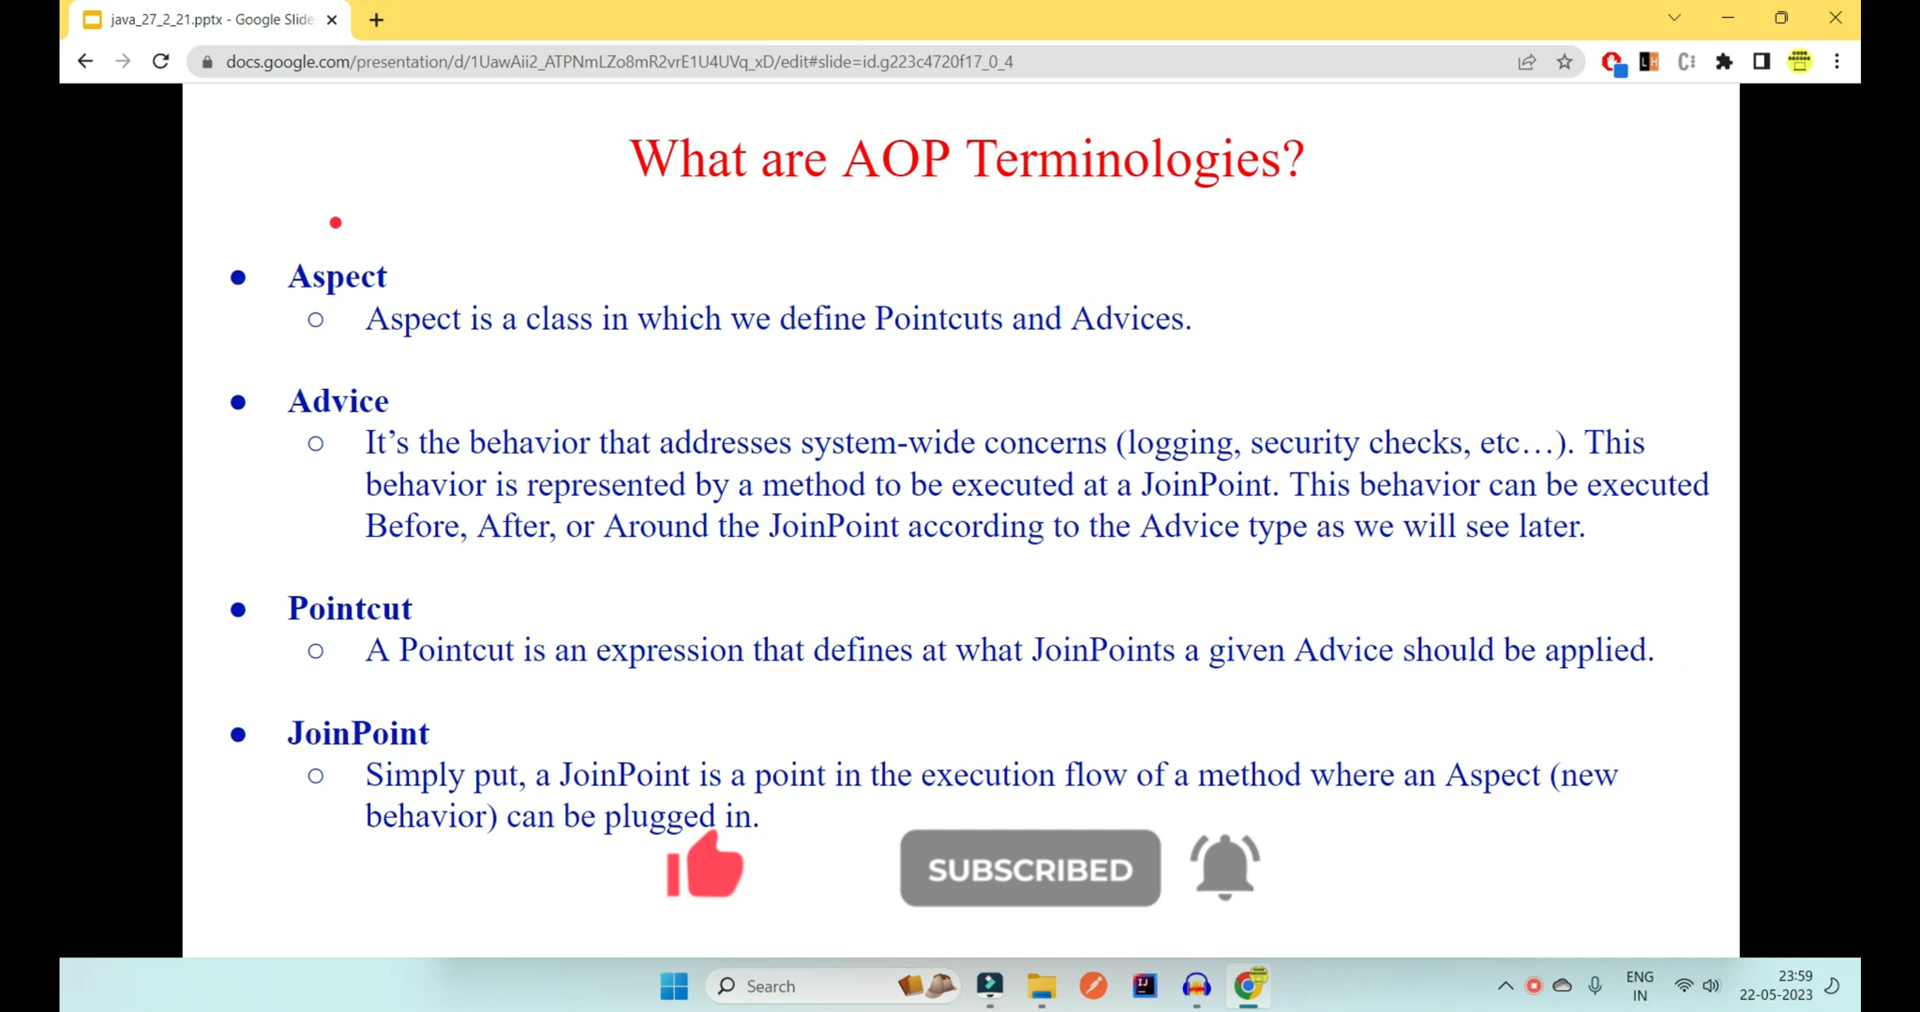 java_27_2_21.pptx - Google Slide
docs.google.com/presentation/d/1UawAii2_ATPNmLZo8mR2vrE1U4UVq_xD/edit#slide=id.g223c4720f17_0_4
LH
CODE
DECODE
What are AOP Terminologies?
Aspect
Aspect is a class in which we define Pointcuts and Advices.
Advice
It’s the behavior that addresses system-wide concerns (logging, security checks, etc…). This
behavior is represented by a method to be executed at a JoinPoint. This behavior can be executed
Before, After, or Around the JoinPoint according to the Advice type as we will see later.
Pointcut
A Pointcut is an expression that defines at what JoinPoints a given Advice should be applied.
JoinPoint
Simply put, a JoinPoint is a point in the execution flow of a method where an Aspect (new
behavior) can be plugged in.
SUBSCRIBED
Search
IJ
ENG
IN
23:59
22-05-2023